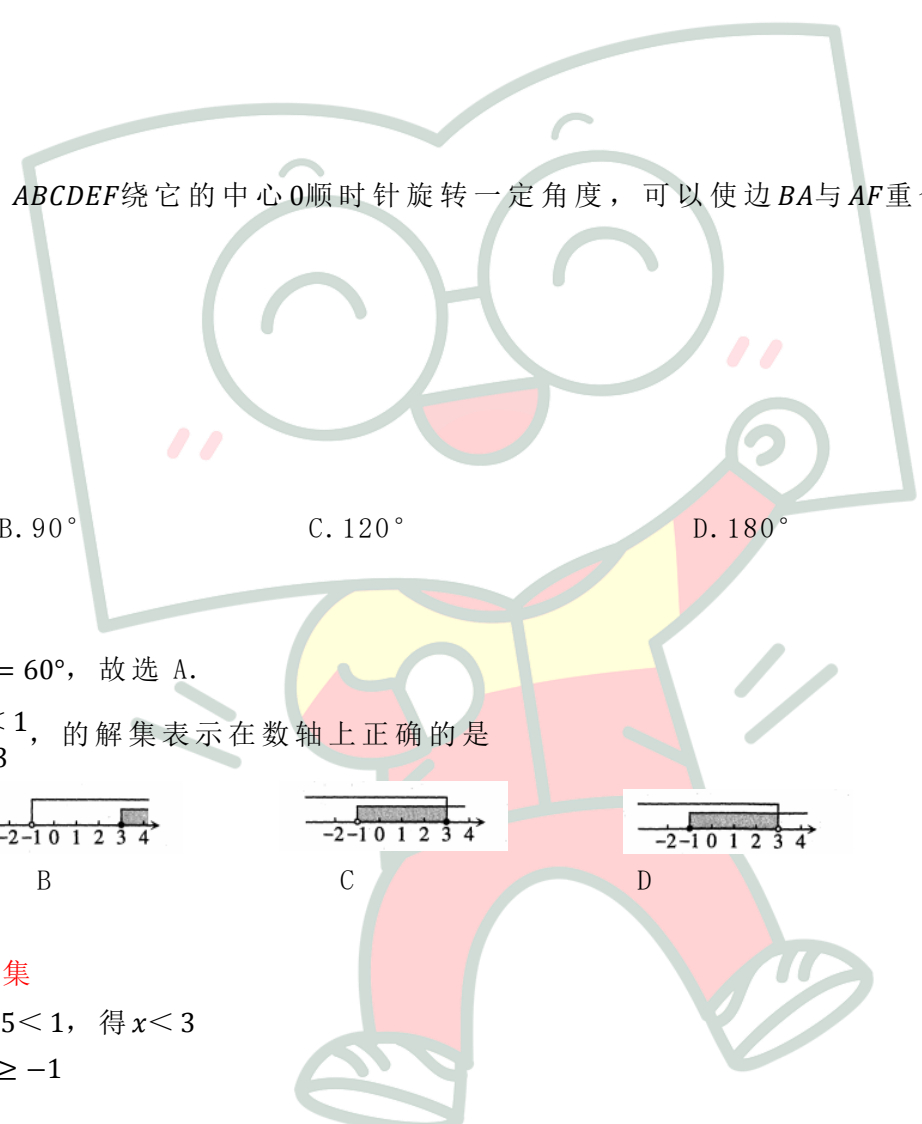 ABCDEF绕它的中心0顺时针旋转一定角度，可以使边BA与AF重
B.90° C.120° D.180°
=60°，故选 A.
<1
3 ，的解集表示在数轴上正确的是
-2 -1 0 1 2 3 4 -2 -1 0 1 2 3 4 -2 -1 0 1 2 3 4
B C D
集
5<1，得x<3
≥-1